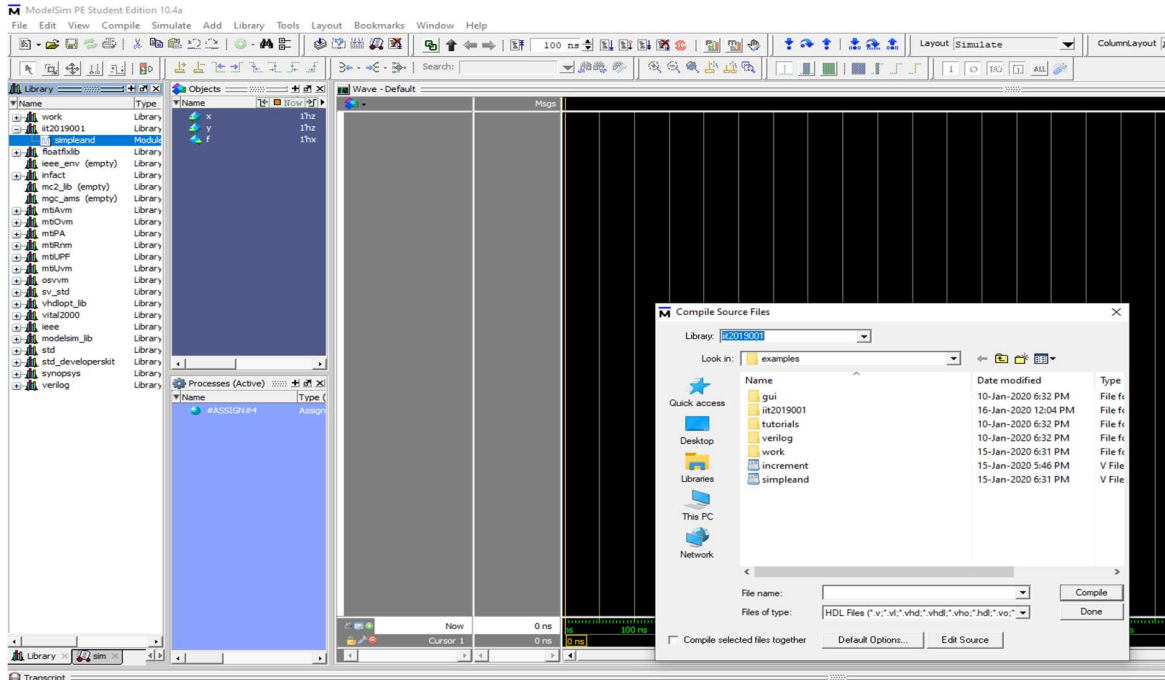 ModelSim PE Student Edition 10.4a
File Edit View Compile Simulate Add Library Tools Layout Bookmarks Window Help
100 ns
Layout Simulate
ColumnLayout
Search:
Library
Name Type
work Library
iit2019001 Library
simpleand Module
floatfixlib Library
ieee_env (empty) Library
infact Library
mc2_lib (empty) Library
mgc_ams (empty) Library
mtiAvm Library
mtiOvm Library
mtiPA Library
mtiRnm Library
mtiUPF Library
mtiUvm Library
osvvm Library
sv_std Library
vhdlopt_lib Library
vital2000 Library
ieee Library
modelsim_lib Library
std Library
std_developerskit Library
synopsys Library
verilog Library
Library
sim
Objects
Name Now
x 1'hz
y 1'hz
f 1'hx
Processes (Active)
Name Type (
#ASSIGN#4 Assign
Wave - Default
Msgs
Now 0 ns
Cursor 1 0 ns
ns 100 ns
0 ns
Compile Source Files
Library: iit2019001
Look in: examples
Quick access
Desktop
Libraries
This PC
Network
Name Date modified Type
gui 10-Jan-2020 6:32 PM File fo
iit2019001 16-Jan-2020 12:04 PM File fo
tutorials 10-Jan-2020 6:32 PM File fo
verilog 10-Jan-2020 6:32 PM File fo
work 15-Jan-2020 6:31 PM File fo
increment 15-Jan-2020 5:46 PM V File
simpleand 15-Jan-2020 6:31 PM V File
File name:
Compile
Files of type: HDL Files (*.v;*.vl;*.vhd;*.vhdl;*.vho;*.hdl;*.vo;*
Done
Compile selected files together
Default Options...
Edit Source
Transcript